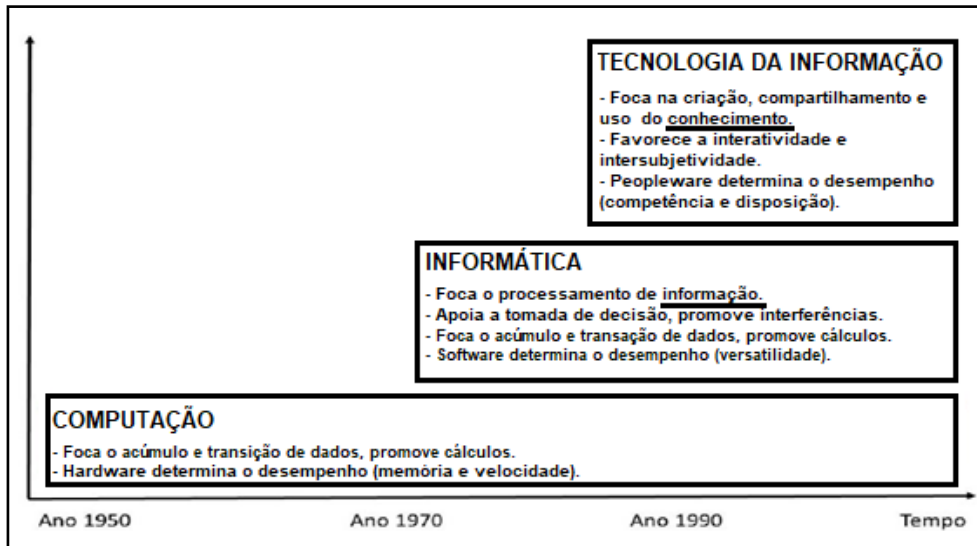 TECNOLOGIA DA INFORMAÇÃO
- Foca na criação, compartilhamento e
uso do conhecimento.
- Favorece a interatividade e
intersubjetividade.
- Peopleware determina o desempenho
(competência e disposição).
INFORMÁTICA
- Foca o processamento de informação.
- Apoia a tomada de decisão, promove interferências.
- Foca o acúmulo e transação de dados, promove cálculos.
- Software determina o desempenho (versatilidade).
COMPUTAÇÃO
- Foca o acúmulo e transição de dados, promove cálculos.
- Hardware determina o desempenho (memória e velocidade).
Ano 1950 Ano 1970 Ano 1990 Tempo